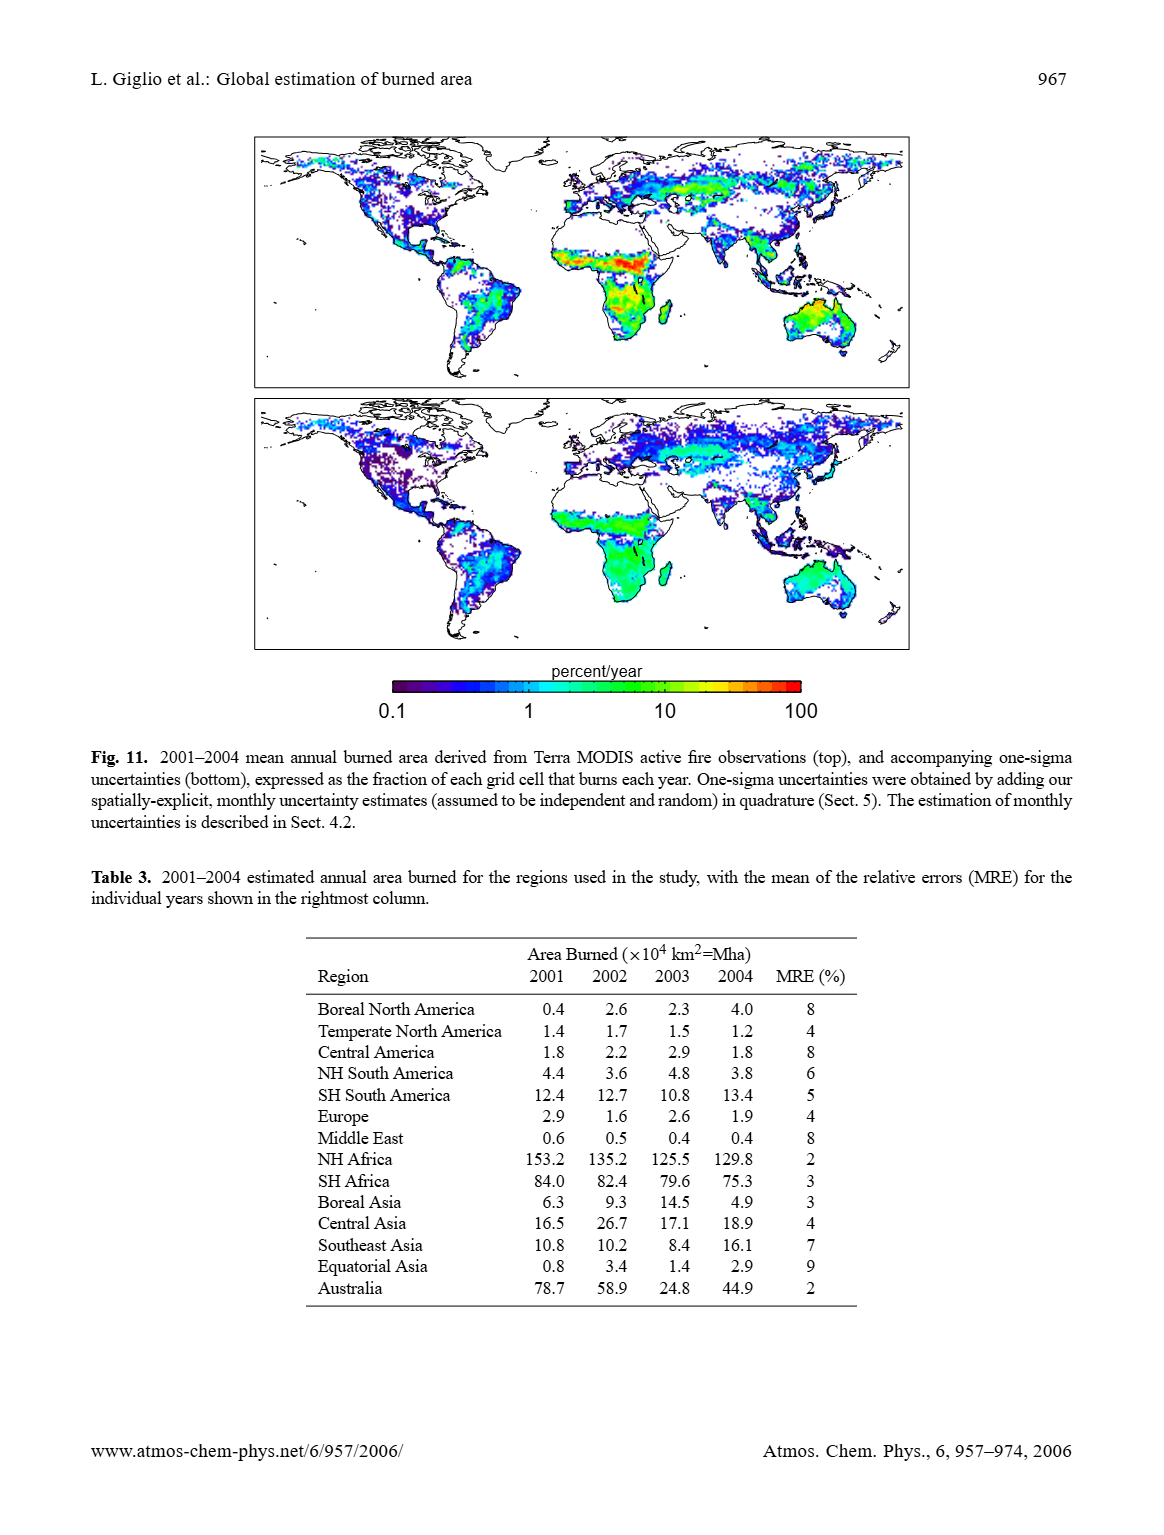 L. Giglio et al.: Global estimation of burned area 967
percent/year
0.1 1 10 100
Fig. 11. 2001–2004 mean annual burned area derived from Terra MODIS active fire observations (top), and accompanying one-sigma
uncertainties (bottom), expressed as the fraction of each grid cell that burns each year. One-sigma uncertainties were obtained by adding our
spatially-explicit, monthly uncertainty estimates (assumed to be independent and random) in quadrature (Sect. 5). The estimation of monthly
uncertainties is described in Sect. 4.2.
Table 3. 2001–2004 estimated annual area burned for the regions used in the study, with the mean of the relative errors (MRE) for the
individual years shown in the rightmost column.
Area Burned (×10⁴ km²=Mha)
Region 2001 2002 2003 2004 MRE (%)
Boreal North America 0.4 2.6 2.3 4.0 8
Temperate North America 1.4 1.7 1.5 1.2 4
Central America 1.8 2.2 2.9 1.8 8
NH South America 4.4 3.6 4.8 3.8 6
SH South America 12.4 12.7 10.8 13.4 5
Europe 2.9 1.6 2.6 1.9 4
Middle East 0.6 0.5 0.4 0.4 8
NH Africa 153.2 135.2 125.5 129.8 2
SH Africa 84.0 82.4 79.6 75.3 3
Boreal Asia 6.3 9.3 14.5 4.9 3
Central Asia 16.5 26.7 17.1 18.9 4
Southeast Asia 10.8 10.2 8.4 16.1 7
Equatorial Asia 0.8 3.4 1.4 2.9 9
Australia 78.7 58.9 24.8 44.9 2
www.atmos-chem-phys.net/6/957/2006/ Atmos. Chem. Phys., 6, 957–974, 2006